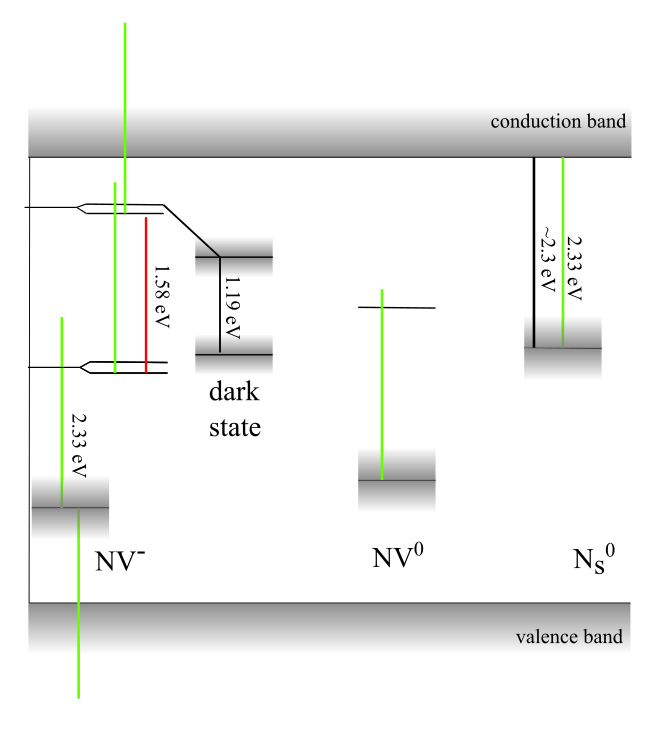 conduction band
1.58 eV
1.19 eV
~2.3 eV
2.33 eV
dark
state
2.33 eV
NV⁻
NV⁰
Nₛ⁰
valence band